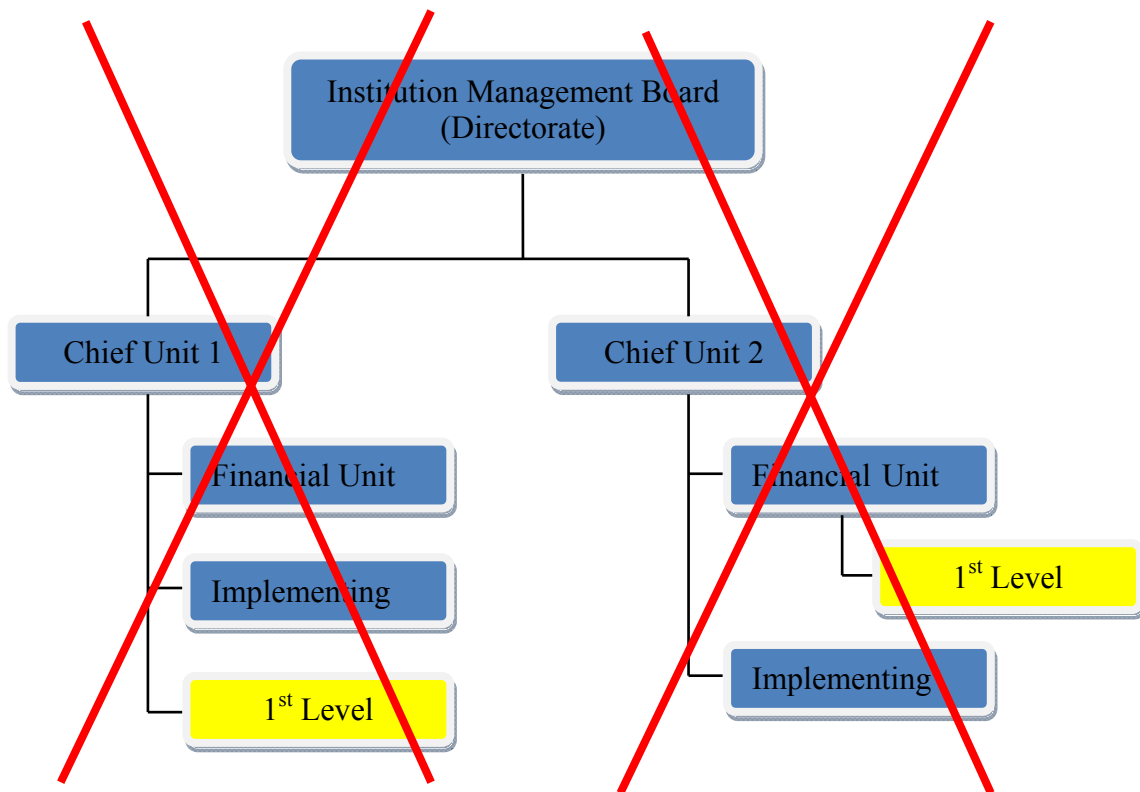 Institution Management Board
(Directorate)
Chief Unit 1
Chief Unit 2
Financial Unit
Financial Unit
Implementing
1st Level
1st Level
Implementing